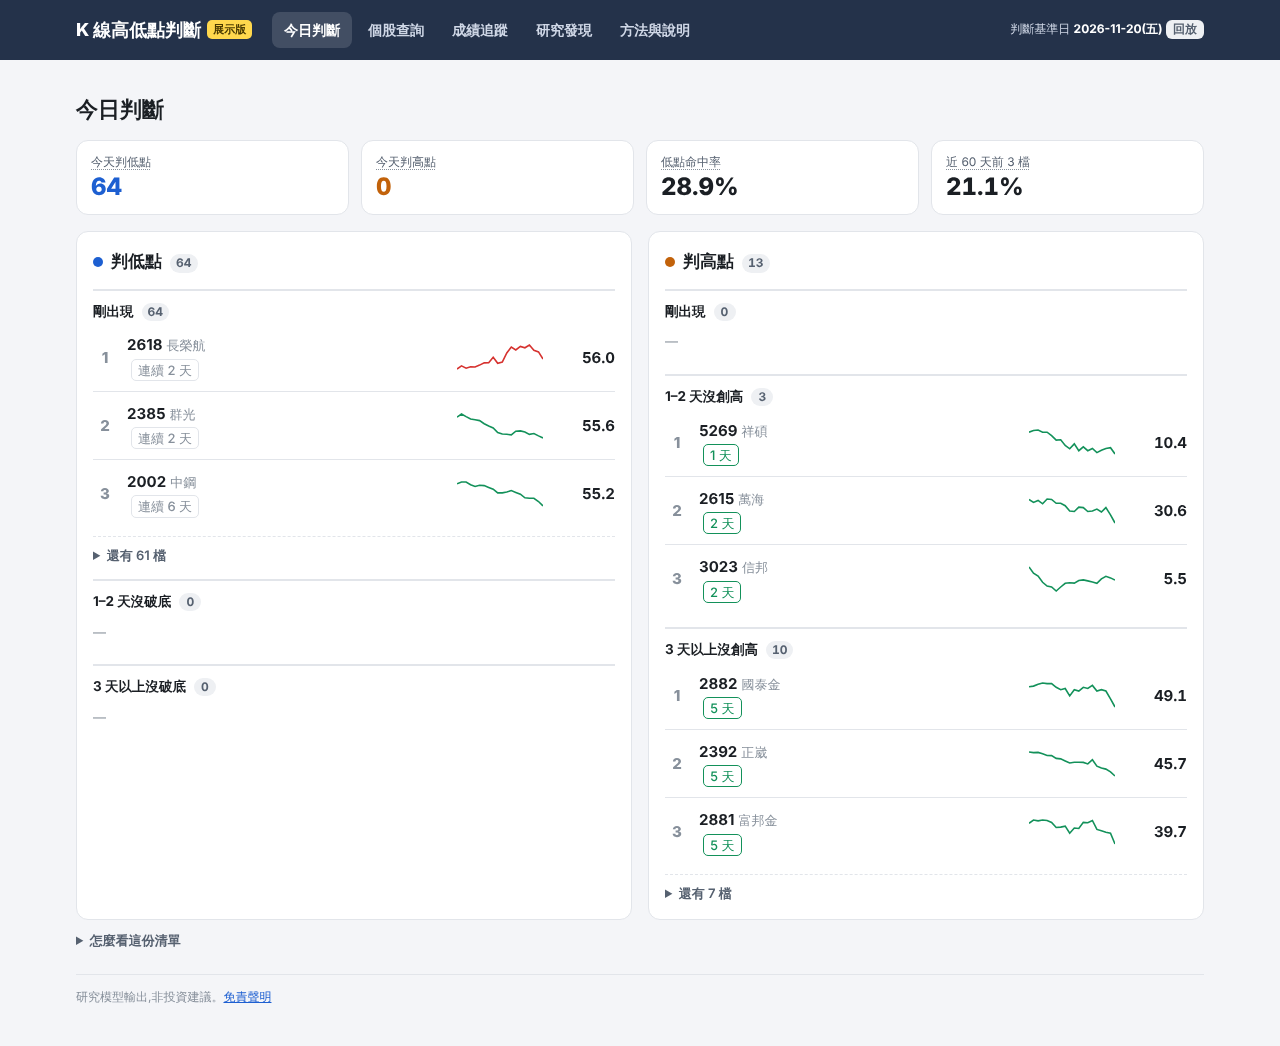 K 線高低點判斷 展示版 今日判斷 個股查詢 成績追蹤 研究發現 方法與說明 判斷基準日 2026-11-20(五) 回放
今日判斷
今天判低點
64
今天判高點
0
低點命中率
28.9%
近 60 天前 3 檔
21.1%
判低點 64
剛出現 64
1 2618 長榮航 56.0
連續 2 天
2 2385 群光 55.6
連續 2 天
3 2002 中鋼 55.2
連續 6 天
▶ 還有 61 檔
1–2 天沒破底 0
—
3 天以上沒破底 0
—
判高點 13
剛出現 0
—
1–2 天沒創高 3
1 5269 祥碩 10.4
1 天
2 2615 萬海 30.6
2 天
3 3023 信邦 5.5
2 天
3 天以上沒創高 10
1 2882 國泰金 49.1
5 天
2 2392 正崴 45.7
5 天
3 2881 富邦金 39.7
5 天
▶ 還有 7 檔
▶ 怎麼看這份清單
研究模型輸出,非投資建議。免責聲明